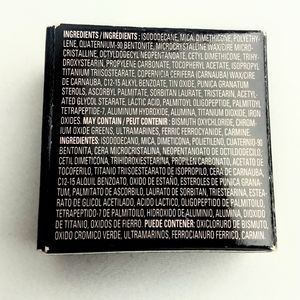 INGREDIENTS / INGRÉDIENTS: ISODODECANE, MICA, DIMETHICONE, POLYETHY-
LENE, QUATERNIUM-90 BENTONITE, MICROCRISTALLINE WAX/CIRE MICRO-
CRISTALLINE, OCTYLDODECYL NEOPENTANOATE, CETYL DIMETICONE, TRIHY-
DROXYSTEARIN, PROPYLENE CARBONATE, TOCOPHERYL ACETATE, ISOPROPYL
TITANIUM TRIISOSTEARATE, COPERNICIA CERIFERA (CARNAUBA) WAX/CIRE
DE CARNAUBA, C12-15 ALKYL BENZOATE, TIN OXIDE, PUNICA GRANATUM
STEROLS, ASCORBYL PALMITATE, SORBITAN LAURATE, TRISTEARIN, ACETY-
LATED GLYCOL STEARATE, LACTIC ACID, PALMITOYL OLIGOPEPTIDE, PALMITOYL
TETRAPEPTIDE-7, ALUMINUM HYDROXIDE, ALUMINA, TITANIUM DIOXIDE, IRON
OXIDES. MAY CONTAIN / PEUT CONTENIR: BISMUTH OXYCHLORIDE, CHROM-
IUM OXIDE GREENS, ULTRAMARINES, FERRIC FERROCYANIDE, CARMINE.
INGREDIENTES: ISODODECANO, MICA, DIMETICONA, POLIETILENO, QUATERNIO-90
BENTONITA, CERA MICROCRISTALINA, NEOPENTANOATO DE OCTILDODECILO,
CETIL DIMETICONA, TRIHIDROXIESTEARINA, PROPILEN CARBONATO, ACETATO DE
TOCOFERILO, TITANIO TRIISOESTEARATO DE ISOPROPILO, CERA DE CARNAUBA,
C12-15 ALQUIL BENZOATO, OXIDO DE ESTAÑO, ESTEROLES DE PUNICA GRANA-
TUM, PALMITATO DE ASCORBILO, LAURATO DE SORBITAN, TRIESTEARINA, ESTEA-
RATO DE GLICOL ACETILADO, ACIDO LACTICO, OLIGOPEPTIDO DE PALMITOILO,
TETRAPEPTIDO-7 DE PALMITOILO, HIDROXIDO DE ALUMINIO, ALUMINA, DIOXIDO
DE TITANIO, OXIDOS DE FIERRO. PUEDE CONTENER: OXICLORURO DE BISMUTO,
OXIDO CROMICO VERDE, ULTRAMARINOS, FERROCIANURO FERRICO, CARMIN.